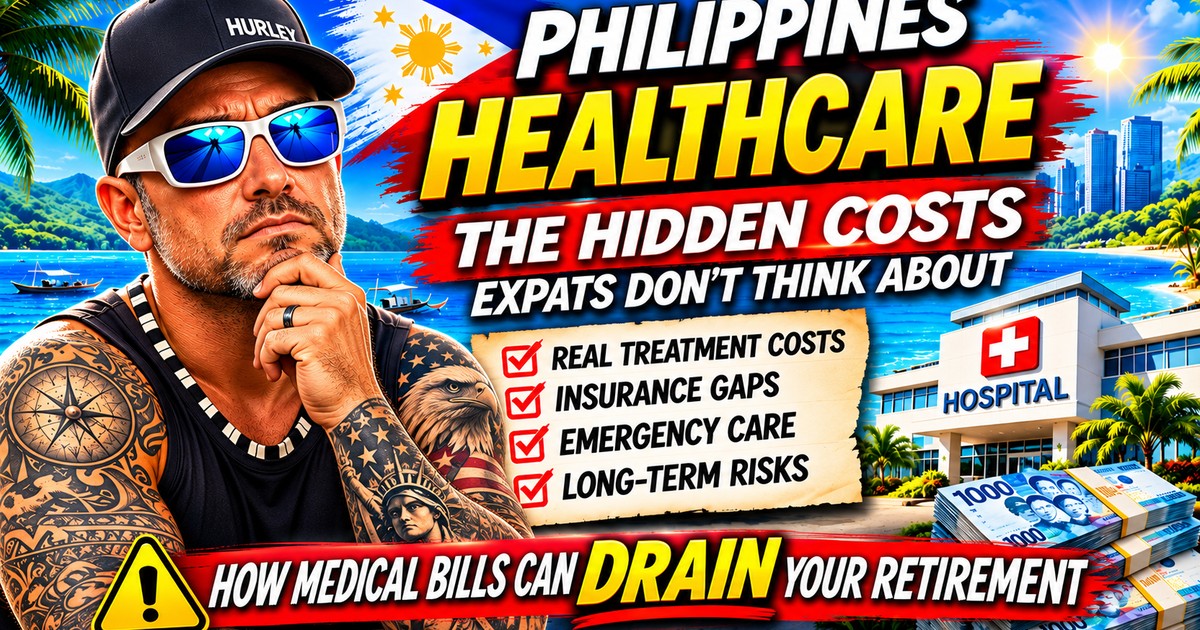 HURLEY
PHILIPPINES
HEALTHCARE
THE HIDDEN COSTS
EXPATS DON'T THINK ABOUT
REAL TREATMENT COSTS
INSURANCE GAPS
EMERGENCY CARE
LONG-TERM RISKS
HOSPITAL
1000
1000
HOW MEDICAL BILLS CAN DRAIN YOUR RETIREMENT